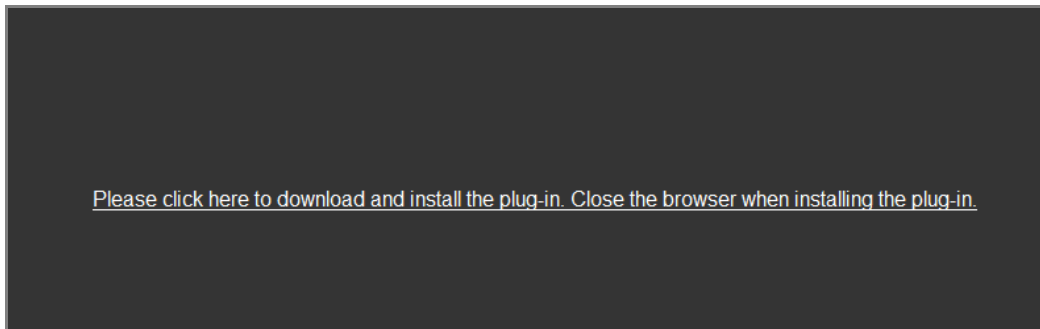 Please click here to download and install the plug-in. Close the browser when installing the plug-in.